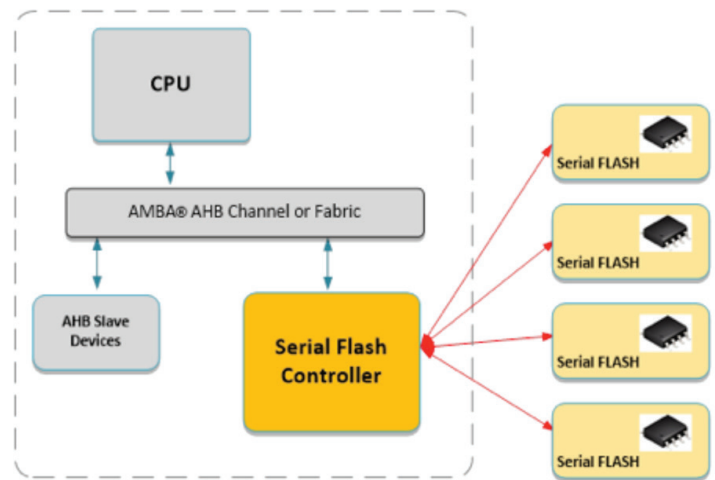 CPU
AMBA® AHB Channel or Fabric
AHB Slave
Devices
Serial Flash
Controller
Serial FLASH
Serial FLASH
Serial FLASH
Serial FLASH